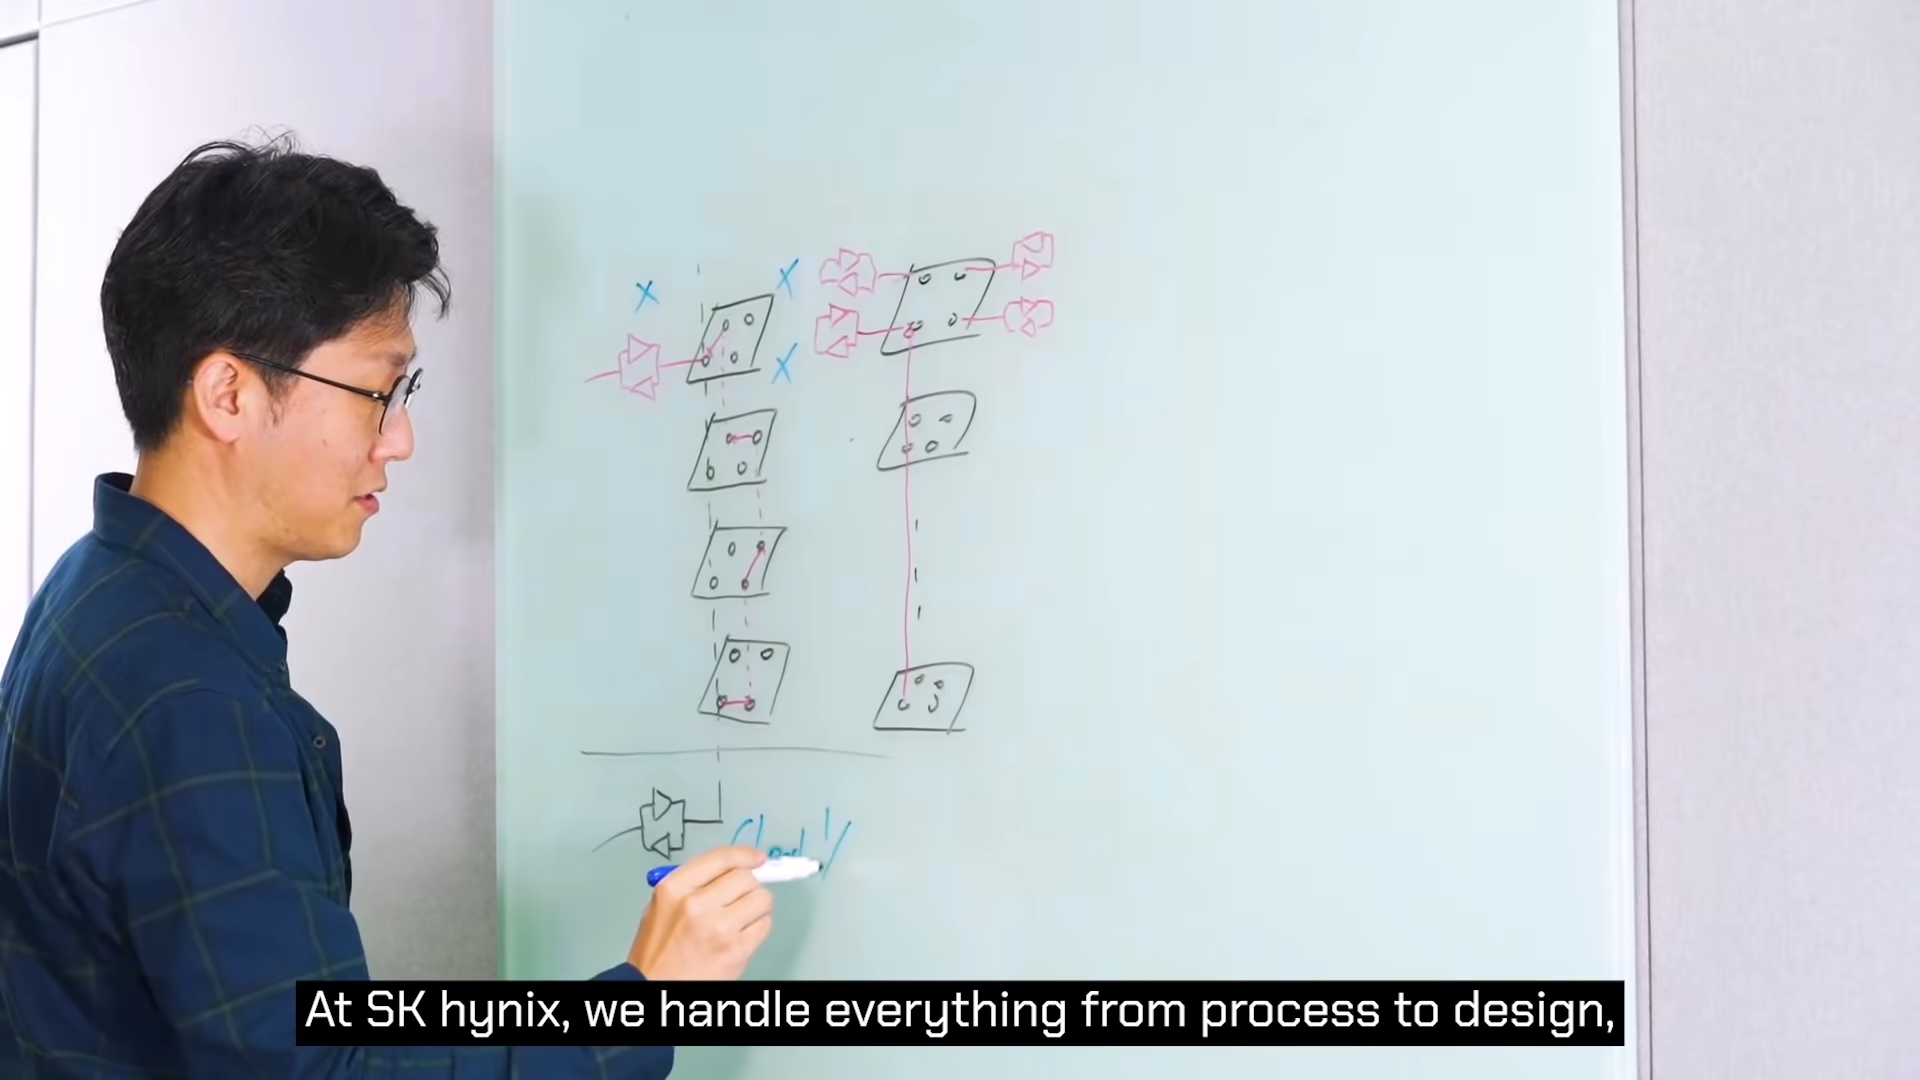 X
X
X
At SK hynix, we handle everything from process to design,